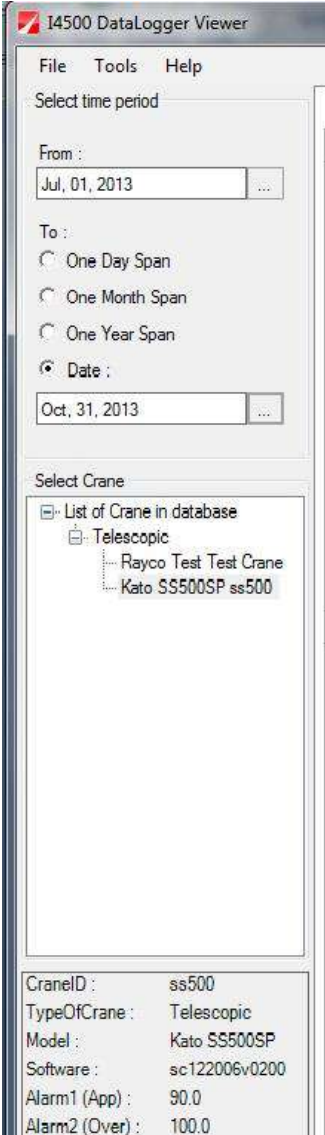 I4500 DataLogger Viewer
File Tools Help
Select time period
From :
Jul, 01, 2013 ...
To :
One Day Span
One Month Span
One Year Span
Date :
Oct, 31, 2013 ...
Select Crane
List of Crane in database
Telescopic
Rayco Test Test Crane
Kato SS500SP ss500
CraneID : ss500
TypeOfCrane : Telescopic
Model : Kato SS500SP
Software : sc122006v0200
Alarm1 (App) : 90.0
Alarm2 (Over) : 100.0